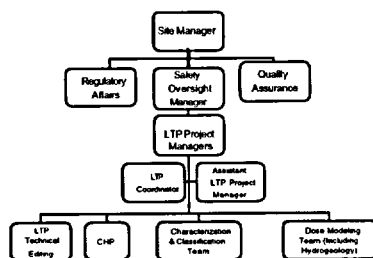 Site Manager
Regulatory
Affairs
Safety
Oversight
Manager
Quality
Assurance
LTP Project
Managers
LTP
Coordinator
Assistant
LTP Project
Manager
LTP
Technical
Editing
CHP
Characterization
& Classification
Team
Dose Modeling
Team (Including
Hydrogeology)